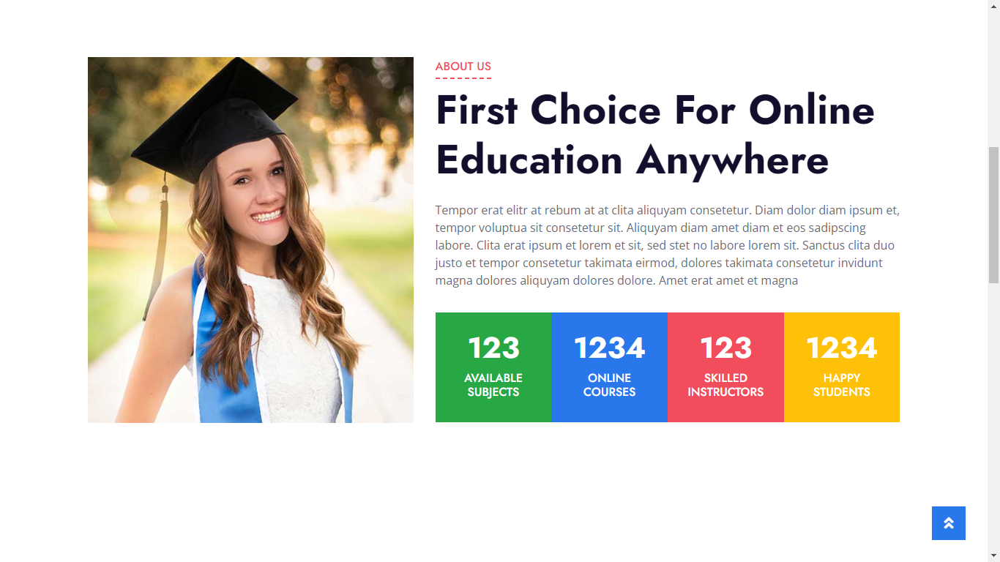 ABOUT US
First Choice For Online
Education Anywhere
Tempor erat elitr at rebum at at clita aliquyam consetetur. Diam dolor diam ipsum et,
tempor voluptua sit consetetur sit. Aliquyam diam amet diam et eos sadipscing
labore. Clita erat ipsum et lorem et sit, sed stet no labore lorem sit. Sanctus clita duo
justo et tempor consetetur takimata eirmod, dolores takimata consetetur invidunt
magna dolores aliquyam dolores dolore. Amet erat amet et magna
123
AVAILABLE
SUBJECTS
1234
ONLINE
COURSES
123
SKILLED
INSTRUCTORS
1234
HAPPY
STUDENTS